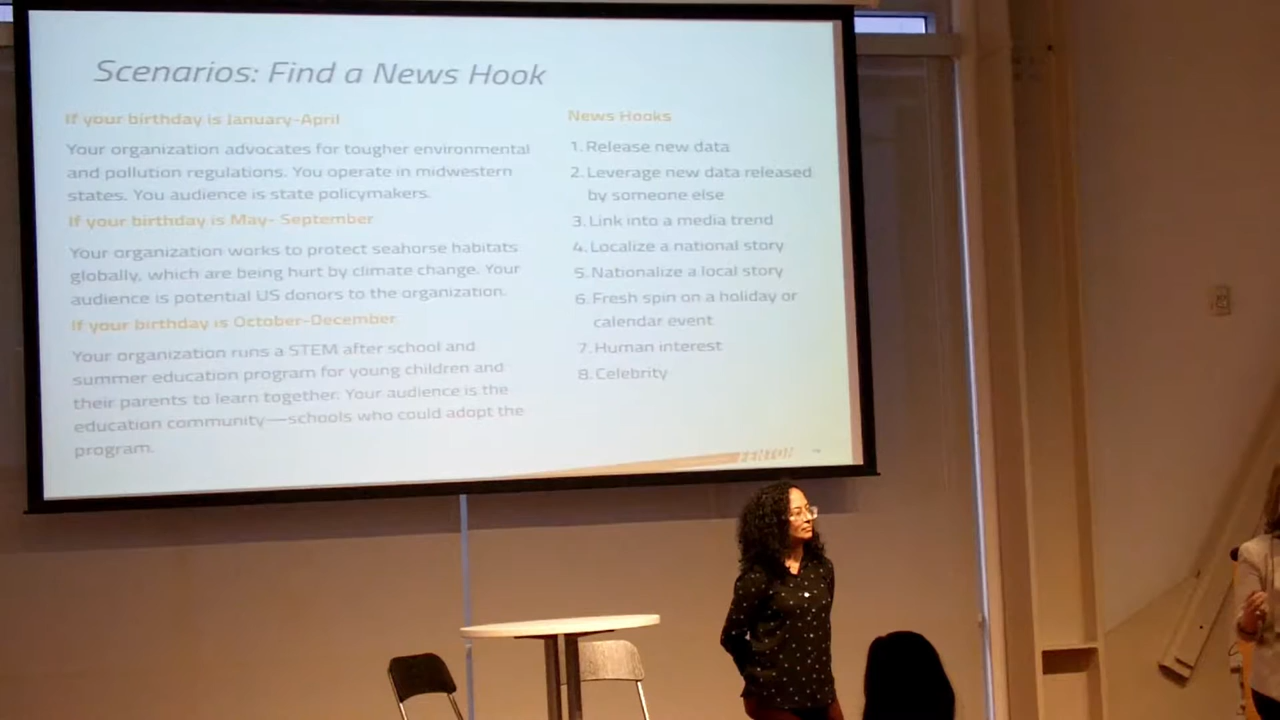 Scenarios: Find a News Hook
If your birthday is January-April
Your organization advocates for tougher environmental
and pollution regulations. You operate in midwestern
states. You audience is state policymakers.
If your birthday is May- September
Your organization works to protect seahorse habitats
globally, which are being hurt by climate change. Your
audience is potential US donors to the organization.
If your birthday is October-December
Your organization runs a STEM after school and
summer education program for young children and
their parents to learn together. Your audience is the
education community—schools who could adopt the
program.
News Hooks
1. Release new data
2. Leverage new data released
by someone else
3. Link into a media trend
4. Localize a national story
5. Nationalize a local story
6. Fresh spin on a holiday or
calendar event
7. Human interest
8. Celebrity
FENTON